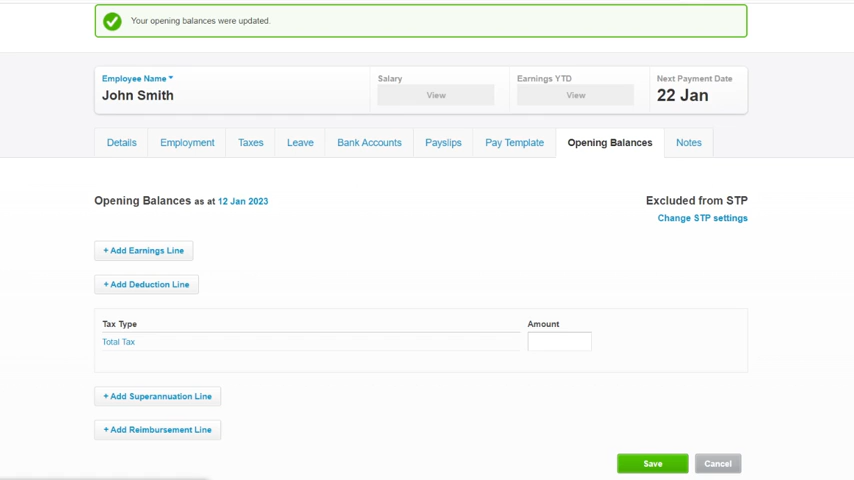 Your opening balances were updated.
Employee Name Salary Earnings YTD Next Payment Date
John Smith View View 22 Jan
Details Employment Taxes Leave Bank Accounts Payslips Pay Template Opening Balances Notes
Opening Balances as at 12 Jan 2023 Excluded from STP
Change STP settings
+ Add Earnings Line
+ Add Deduction Line
Tax Type Amount
Total Tax
+ Add Superannuation Line
+ Add Reimbursement Line
Save Cancel